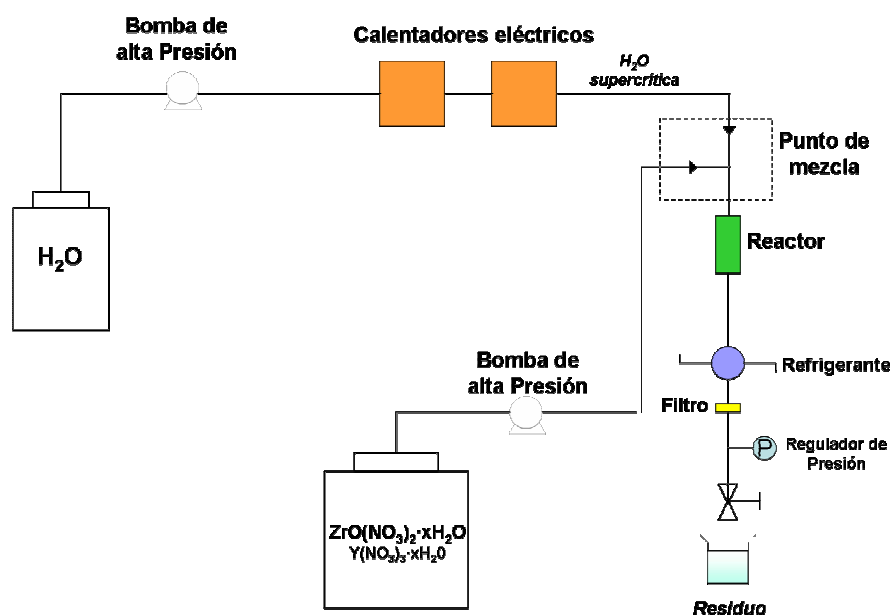 Bomba de
alta Presión
Calentadores eléctricos
H₂O
supercrítica
Punto de
mezcla
H₂O
Reactor
Bomba de
alta Presión
Refrigerante
Filtro
P
Regulador de
Presión
ZrO(NO₃)₂·xH₂O
Y(NO₃)₃·xH₂0
Residuo